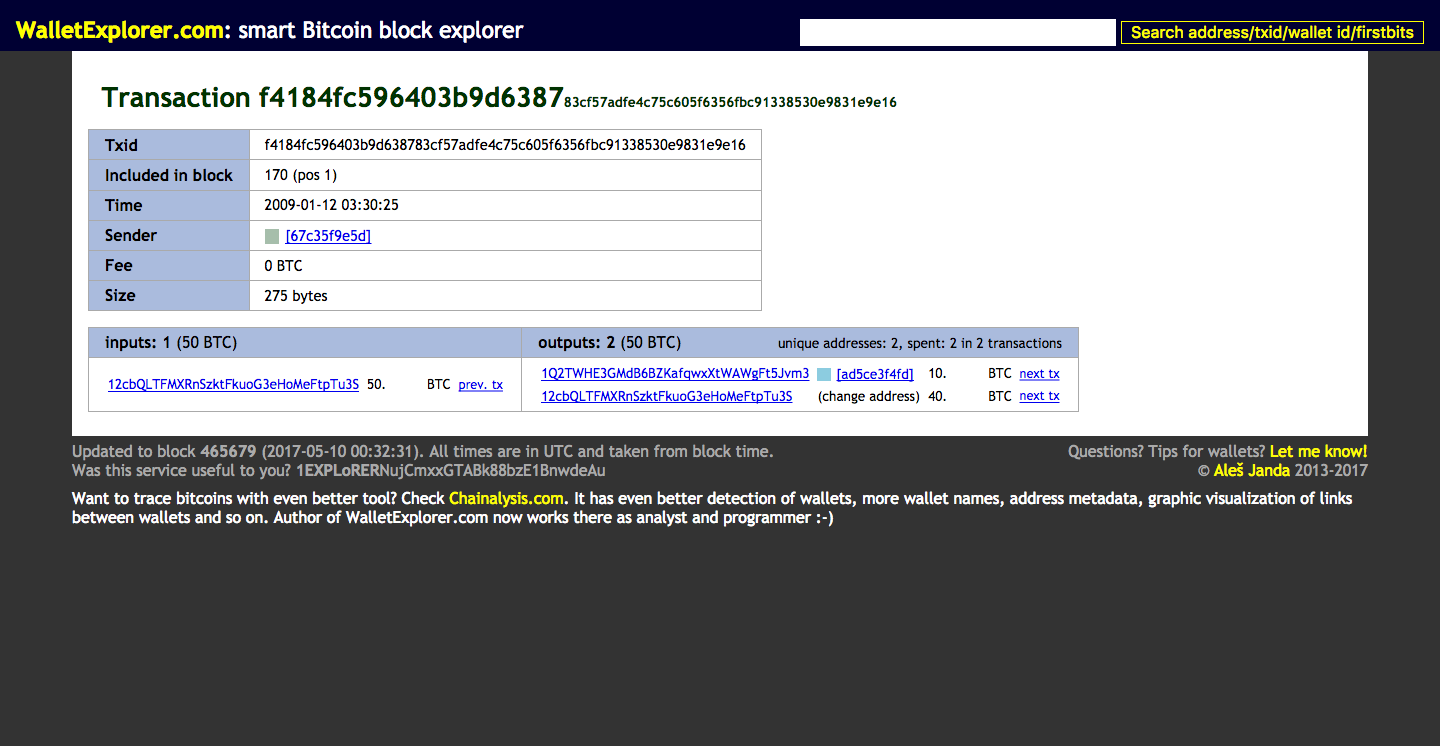 WalletExplorer.com: smart Bitcoin block explorer
Search address/txid/wallet id/firstbits
Transaction f4184fc596403b9d638783cf57adfe4c75c605f6356fbc91338530e9831e9e16
Txid f4184fc596403b9d638783cf57adfe4c75c605f6356fbc91338530e9831e9e16
Included in block 170 (pos 1)
Time 2009-01-12 03:30:25
Sender [67c35f9e5d]
Fee 0 BTC
Size 275 bytes
inputs: 1 (50 BTC)
12cbQLTFMXRnSzktFkuoG3eHoMeFtpTu3S 50. BTC prev. tx
outputs: 2 (50 BTC) unique addresses: 2, spent: 2 in 2 transactions
1Q2TWHE3GMdB6BZKafqwxXtWAWgFt5Jvm3 [ad5ce3f4fd] 10. BTC next tx
12cbQLTFMXRnSzktFkuoG3eHoMeFtpTu3S (change address) 40. BTC next tx
Updated to block 465679 (2017-05-10 00:32:31). All times are in UTC and taken from block time.
Was this service useful to you? 1EXPLoRERNujCmxxGTABk88bzE1BnwdeAu
Questions? Tips for wallets? Let me know!
© Aleš Janda 2013-2017
Want to trace bitcoins with even better tool? Check Chainalysis.com. It has even better detection of wallets, more wallet names, address metadata, graphic visualization of links
between wallets and so on. Author of WalletExplorer.com now works there as analyst and programmer :-)